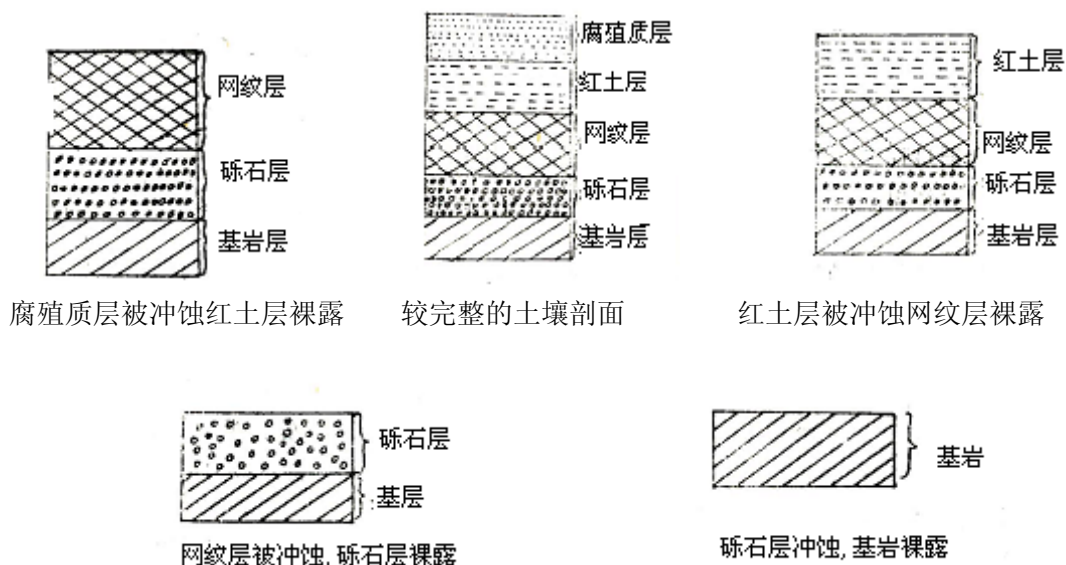 网纹层
砾石层
基岩层
腐殖质层被冲蚀红土层裸露
腐殖质层
红土层
网纹层
砾石层
基岩层
较完整的土壤剖面
红土层
网纹层
砾石层
基岩层
红土层被冲蚀网纹层裸露
砾石层
基层
网纹层被冲蚀,砾石层裸露
基岩
砾石层冲蚀,基岩裸露